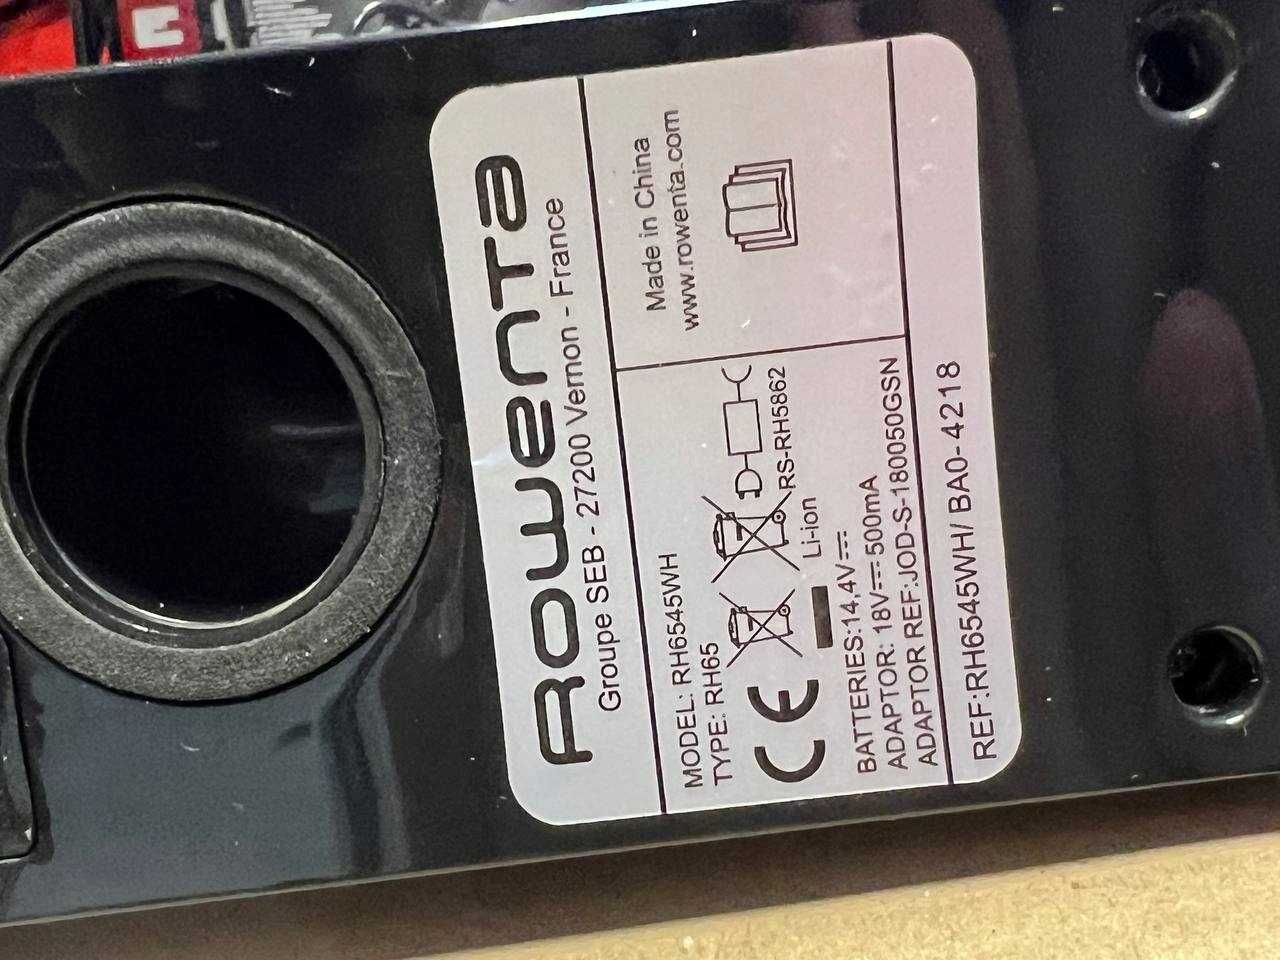 Rowenta
Groupe SEB - 27200 Vernon - France
MODEL: RH6545WH
TYPE: RH65
CE
RS-RH5862
Li-ion
BATTERIES:14,4V⎓
ADAPTOR: 18V⎓500mA
ADAPTOR REF:JOD-S-180050GSN
Made in China
www.rowenta.com
REF:RH6545WH/ BA0-4218